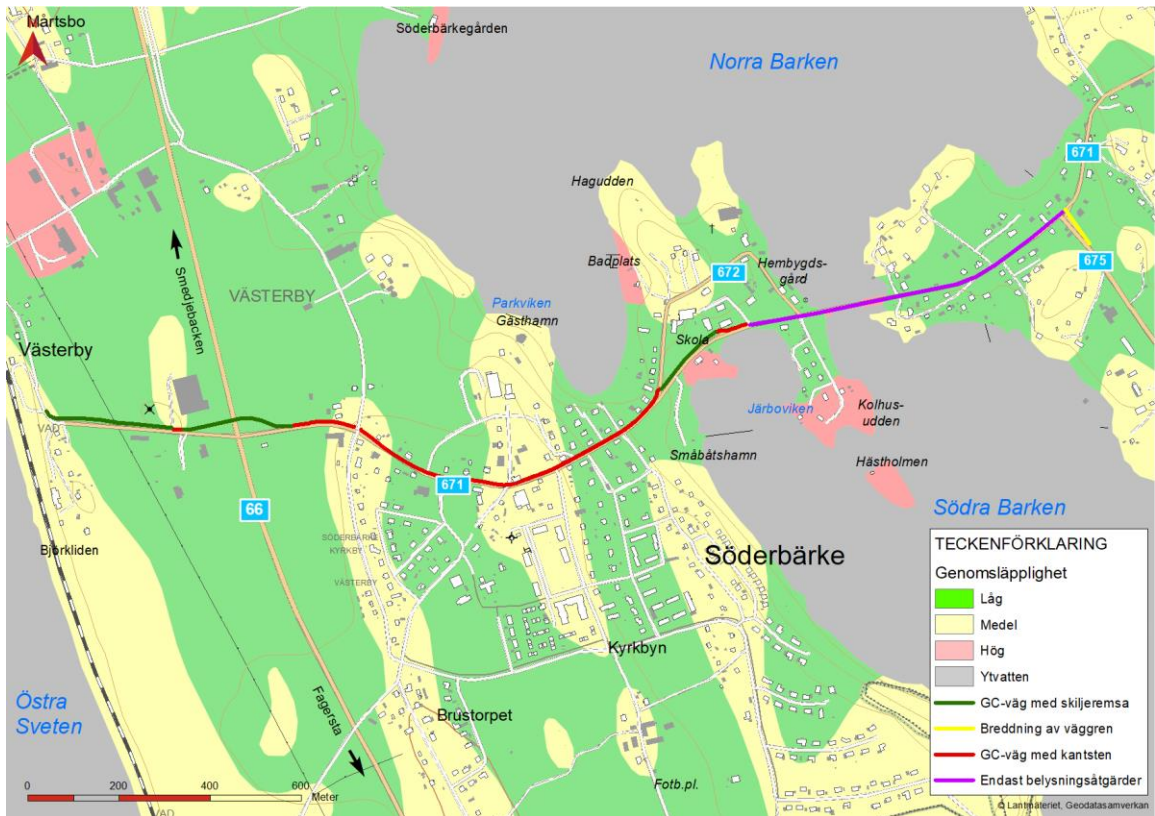 Mårtsbo
Söderbärkegården
Norra Barken
671
Hagudden
Badplats
672
Hembygds-
gård
675
Smedjebacken
VÄSTERBY
Parkviken
Gästhamn
Västerby
Skola
VAD
Järboviken
Kolhus-
udden
Småbåtshamn
Hästholmen
671
66
Södra Barken
Björkliden
SÖDERBÄRKE
KYRKBY
VÄSTERBY
Söderbärke
Kyrkbyn
Östra
Sveten
Fagersta
Brustorpet
Fotb.pl.
0 200 400 600
Meter
VAD
TECKENFÖRKLARING
Genomsläpplighet
Låg
Medel
Hög
Ytvatten
GC-väg med skiljeremsa
Breddning av väggren
GC-väg med kantsten
Endast belysningsåtgärder
© Lantmäteriet, Geodatasamverkan